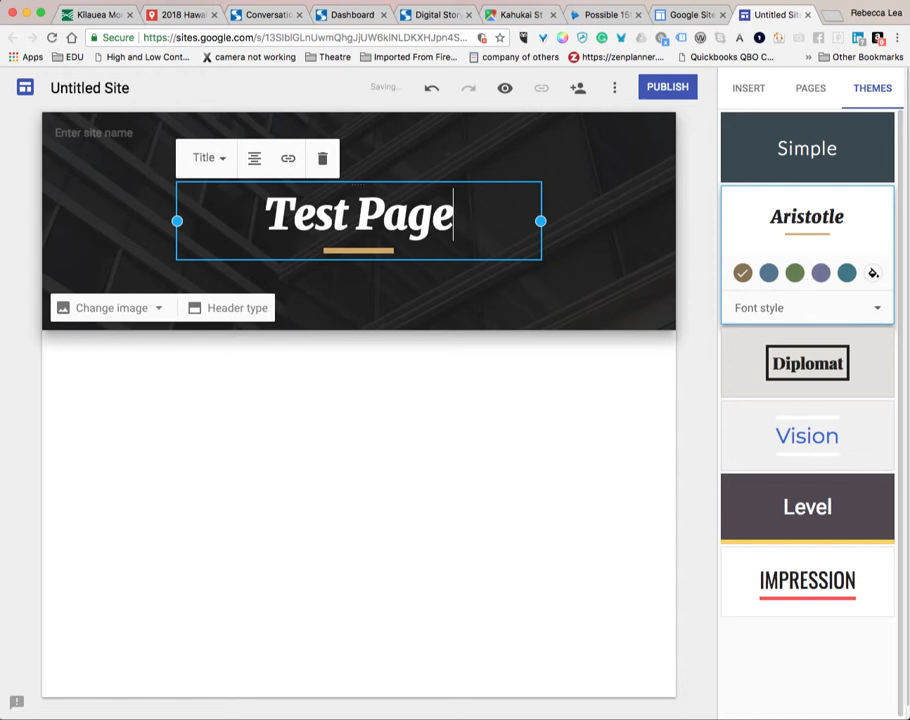 Kilauea Mo
2018 Hawai
Conversatio
Dashboard
Digital Story
Kahukai St
Possible 15
Google Site
Untitled Sit
Rebecca Lea
Secure
https://sites.google.com/s/13SlblGLnUwmQhgJjUW6kINLDKXHJpn4S...
Apps
EDU
High and Low Cont...
camera not working
Theatre
Imported From Fire...
company of others
https://zenplanner....
Quickbooks QBO C...
»
Other Bookmarks
Untitled Site
Saving...
PUBLISH
INSERT
PAGES
THEMES
Enter site name
Title
Test Page
Change image
Header type
Simple
Aristotle
Font style
Diplomat
Vision
Level
IMPRESSION